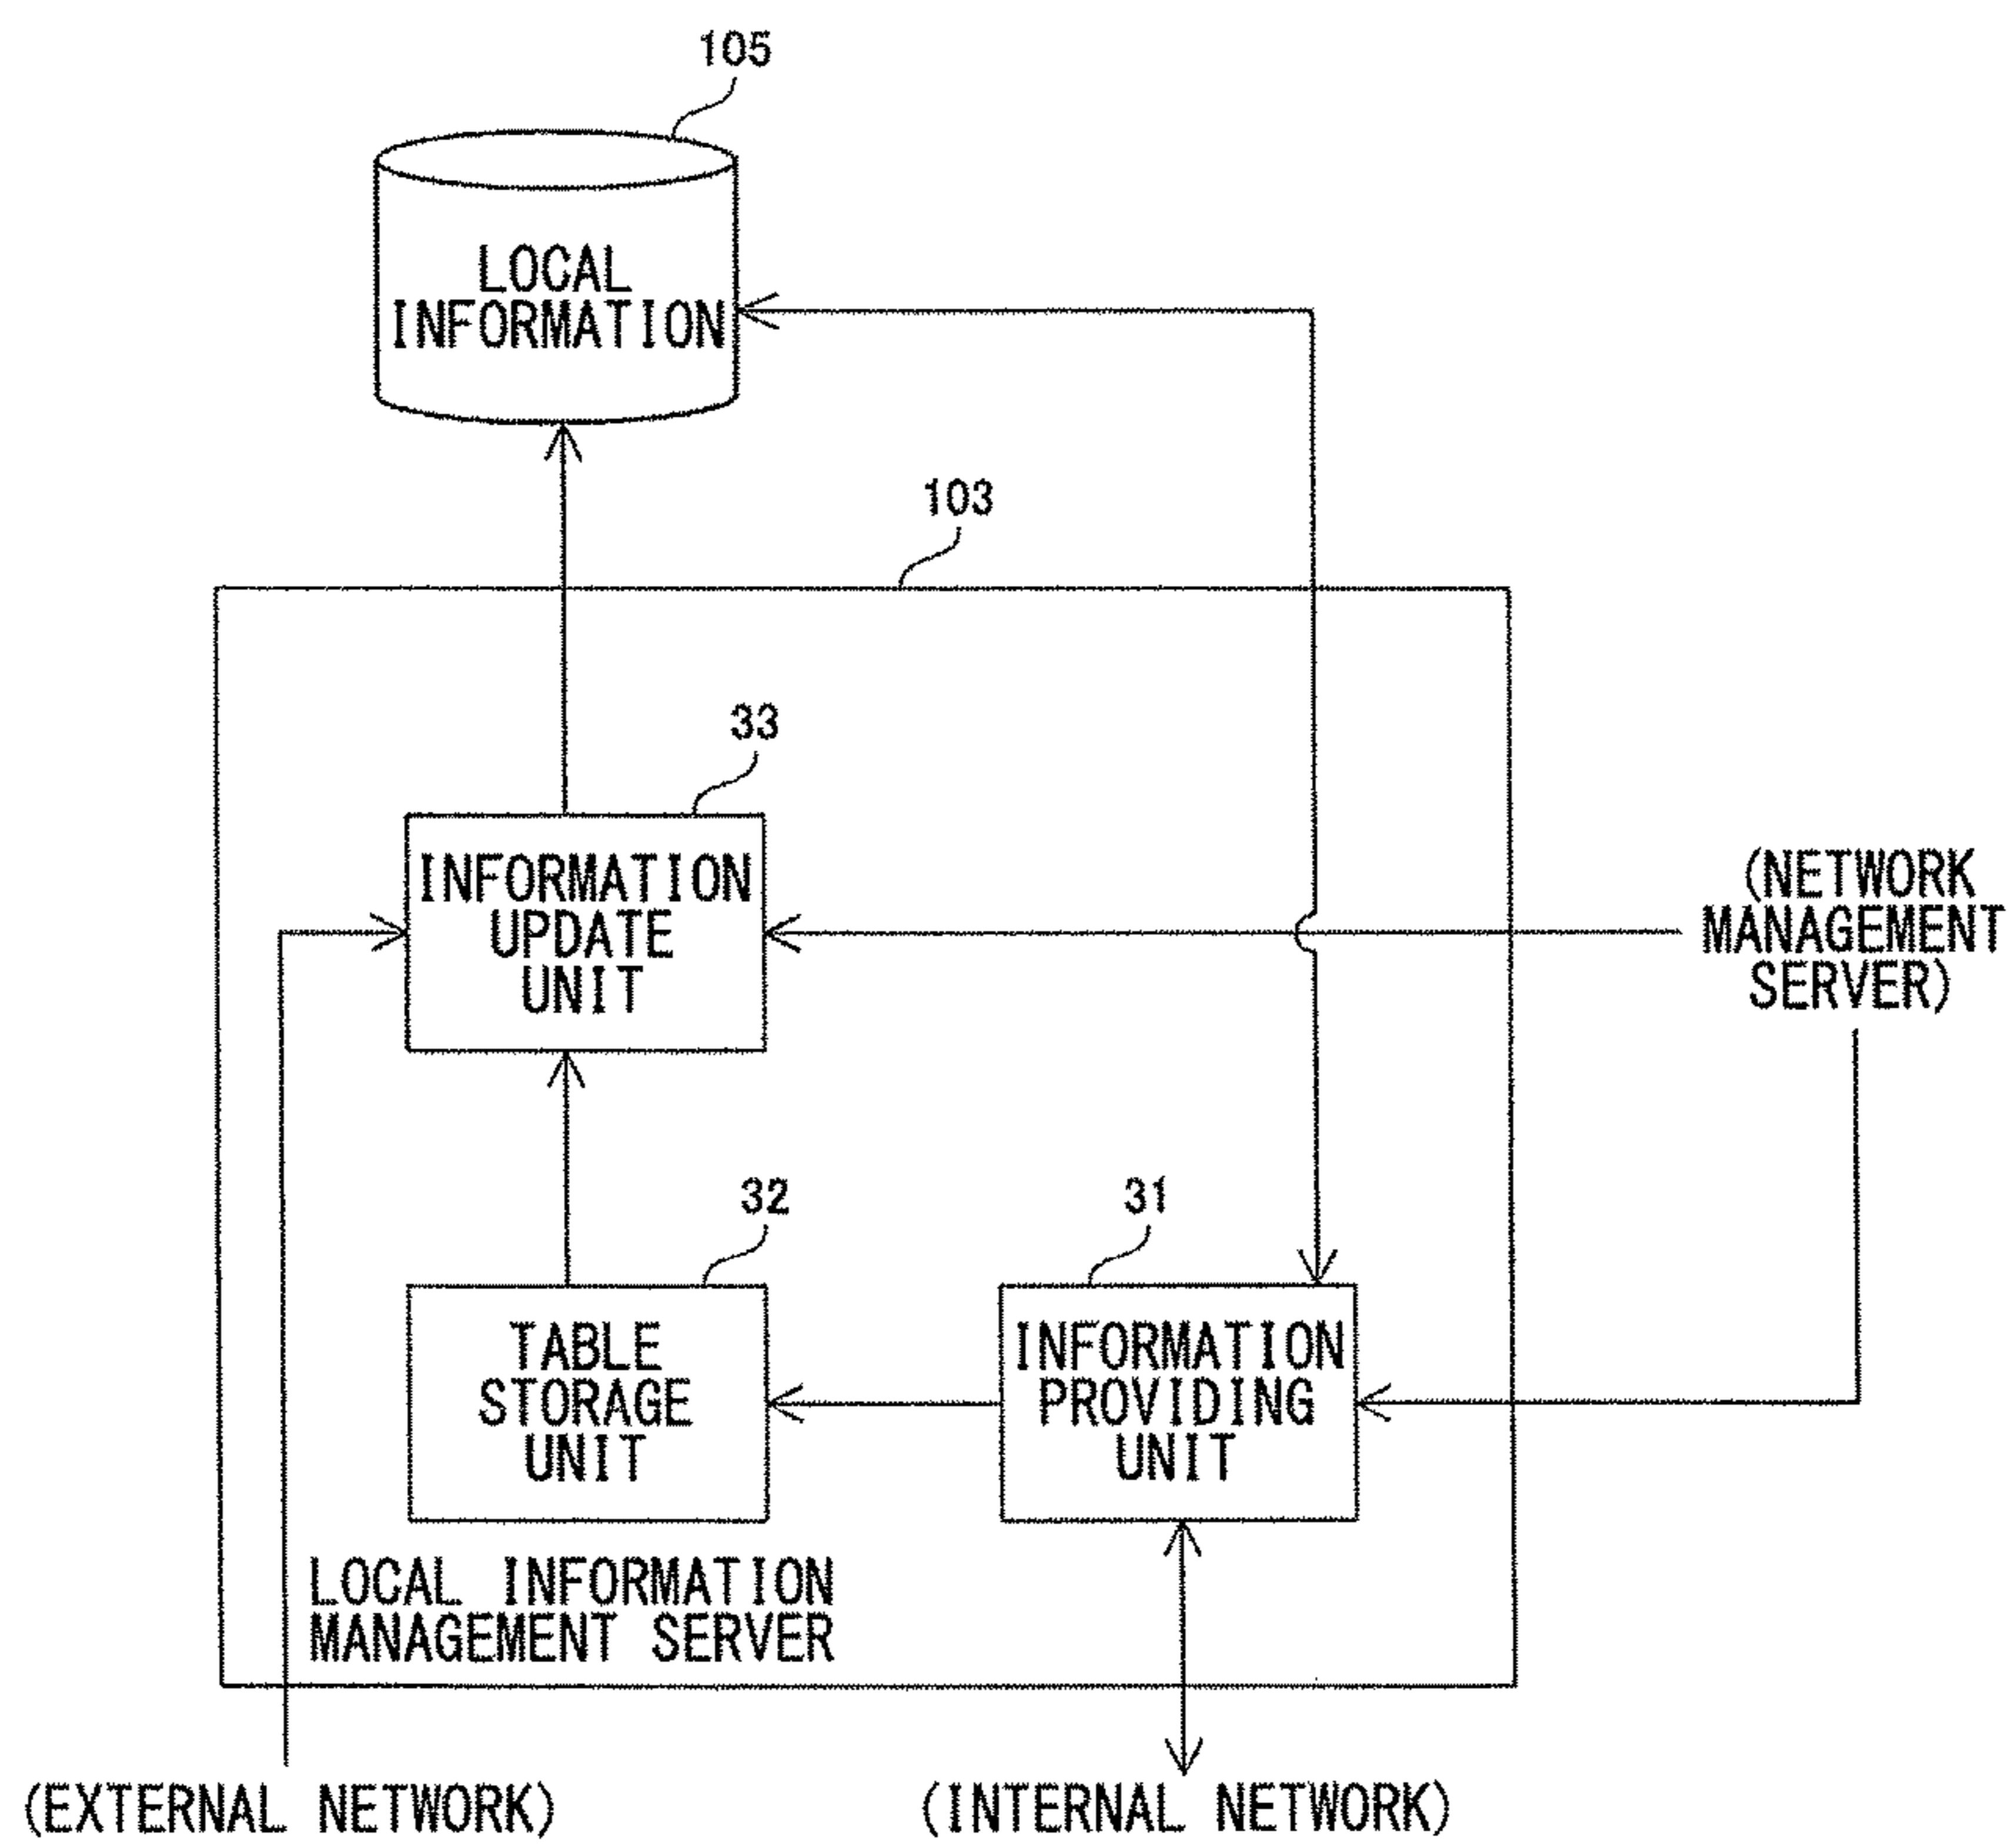 105
LOCAL
INFORMATION
103
33
INFORMATION
UPDATE
UNIT
(NETWORK
MANAGEMENT
SERVER)
32
31
TABLE
STORAGE
UNIT
INFORMATION
PROVIDING
UNIT
LOCAL INFORMATION
MANAGEMENT SERVER
(EXTERNAL NETWORK)
(INTERNAL NETWORK)